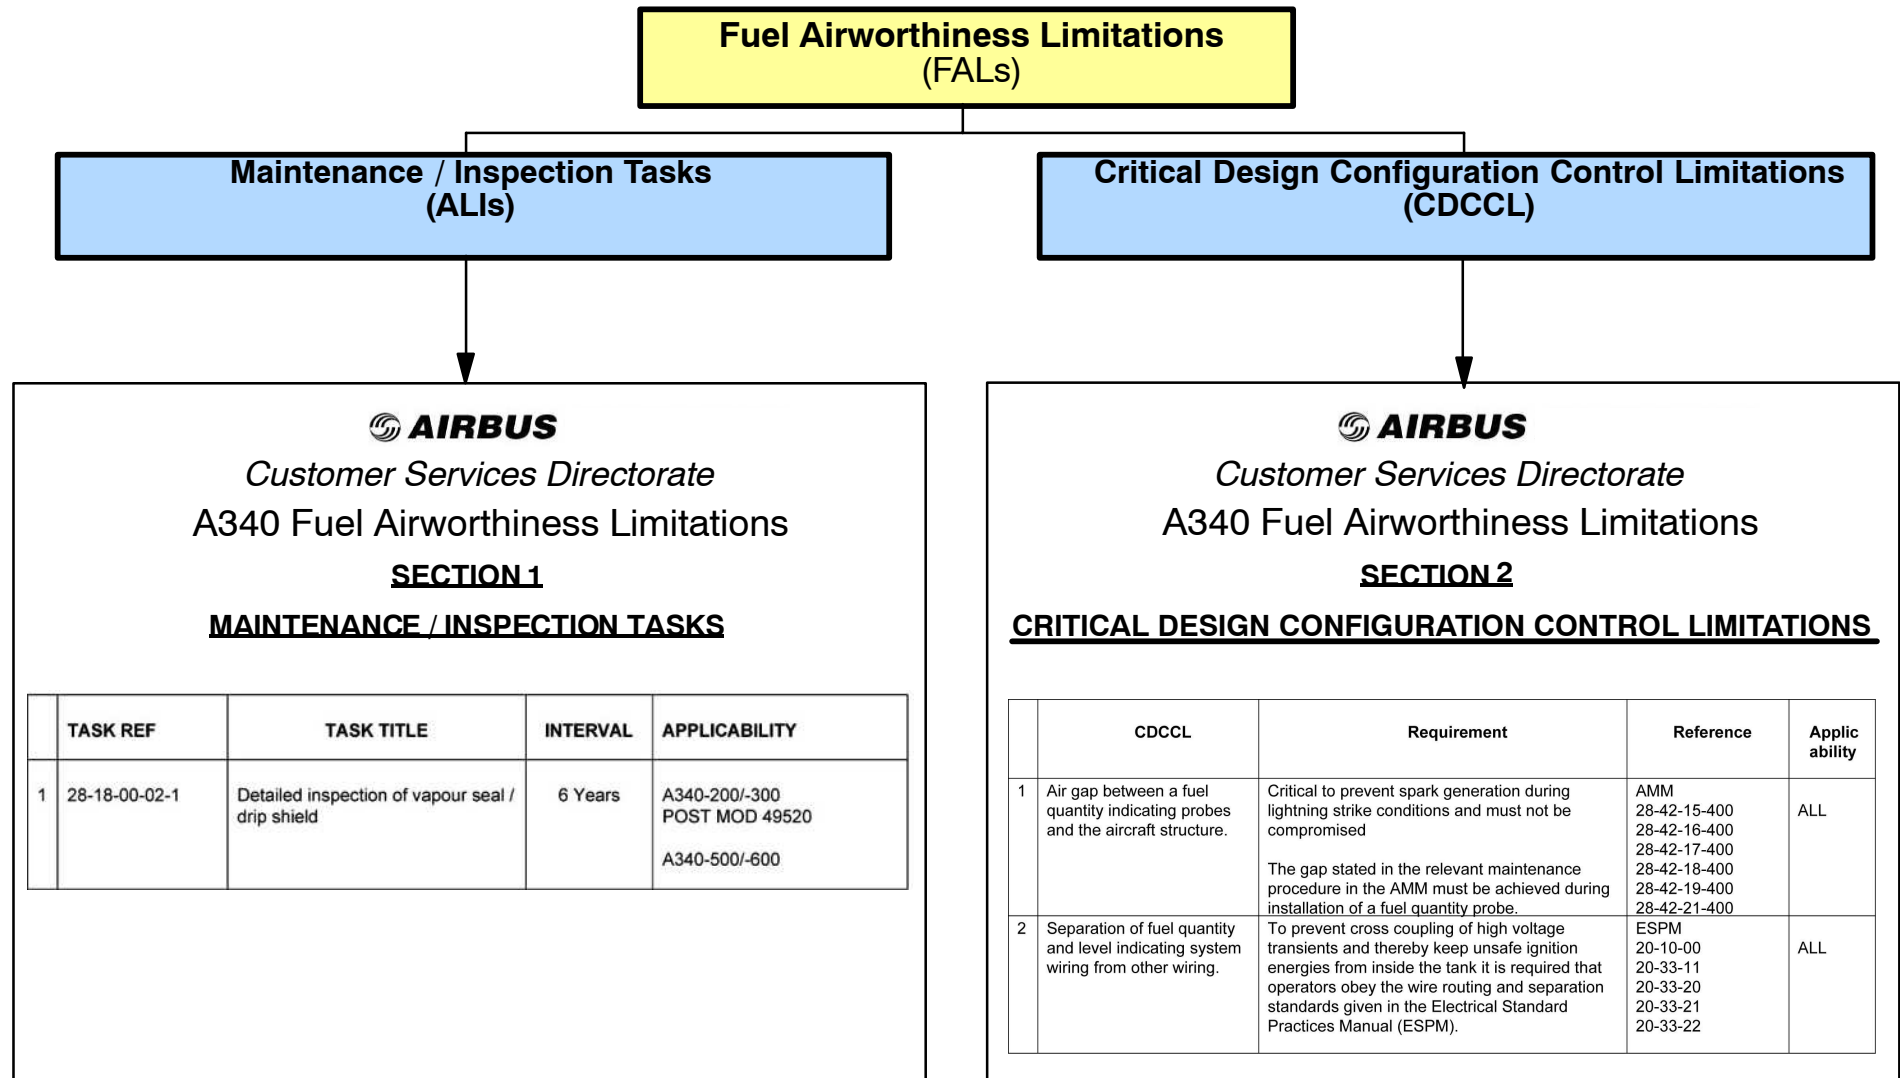 Fuel Airworthiness Limitations
(FALs)
Maintenance / Inspection Tasks
(ALIs)
Critical Design Configuration Control Limitations
(CDCCL)
AIRBUS
Customer Services Directorate
A340 Fuel Airworthiness Limitations
SECTION 1
MAINTENANCE / INSPECTION TASKS
TASK REF TASK TITLE INTERVAL APPLICABILITY
1 28-18-00-02-1 Detailed inspection of vapour seal / 6 Years A340-200/-300
drip shield POST MOD 49520
A340-500/-600
AIRBUS
Customer Services Directorate
A340 Fuel Airworthiness Limitations
SECTION 2
CRITICAL DESIGN CONFIGURATION CONTROL LIMITATIONS
CDCCL Requirement Reference Applic
ability
1 Air gap between a fuel Critical to prevent spark generation during AMM
quantity indicating probes lightning strike conditions and must not be 28-42-15-400 ALL
and the aircraft structure. compromised 28-42-16-400
28-42-17-400
The gap stated in the relevant maintenance 28-42-18-400
procedure in the AMM must be achieved during 28-42-19-400
installation of a fuel quantity probe. 28-42-21-400
2 Separation of fuel quantity To prevent cross coupling of high voltage ESPM
and level indicating system transients and thereby keep unsafe ignition 20-10-00 ALL
wiring from other wiring. energies from inside the tank it is required that 20-33-11
operators obey the wire routing and separation 20-33-20
standards given in the Electrical Standard 20-33-21
Practices Manual (ESPM). 20-33-22